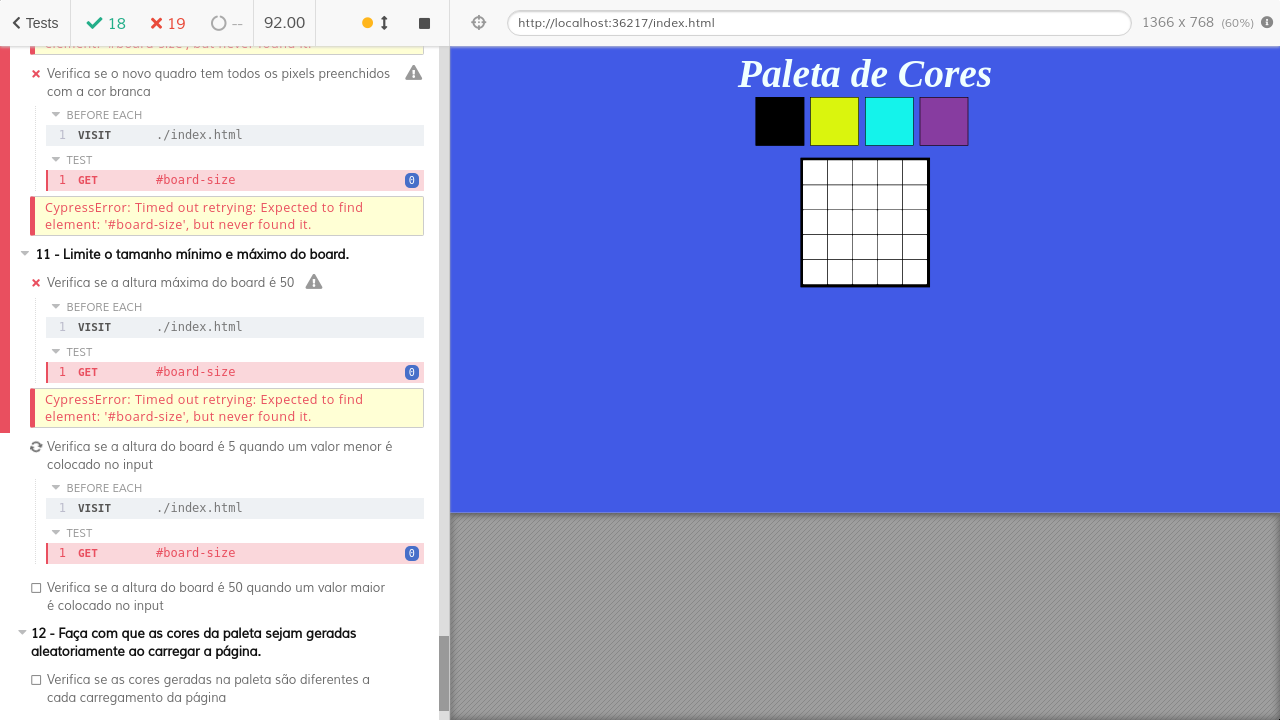 Tests 18 19 -- 92.00
http://localhost:36217/index.html 1366 x 768 (60%)
element: '#board-size', but never found it.
Verifica se o novo quadro tem todos os pixels preenchidos
com a cor branca
BEFORE EACH
1 VISIT ./index.html
TEST
1 GET #board-size 0
CypressError: Timed out retrying: Expected to find
element: '#board-size', but never found it.
11 - Limite o tamanho mínimo e máximo do board.
Verifica se a altura máxima do board é 50
BEFORE EACH
1 VISIT ./index.html
TEST
1 GET #board-size 0
CypressError: Timed out retrying: Expected to find
element: '#board-size', but never found it.
Verifica se a altura do board é 5 quando um valor menor é
colocado no input
BEFORE EACH
1 VISIT ./index.html
TEST
1 GET #board-size 0
Verifica se a altura do board é 50 quando um valor maior
é colocado no input
12 - Faça com que as cores da paleta sejam geradas
aleatoriamente ao carregar a página.
Verifica se as cores geradas na paleta são diferentes a
cada carregamento da página
Paleta de Cores